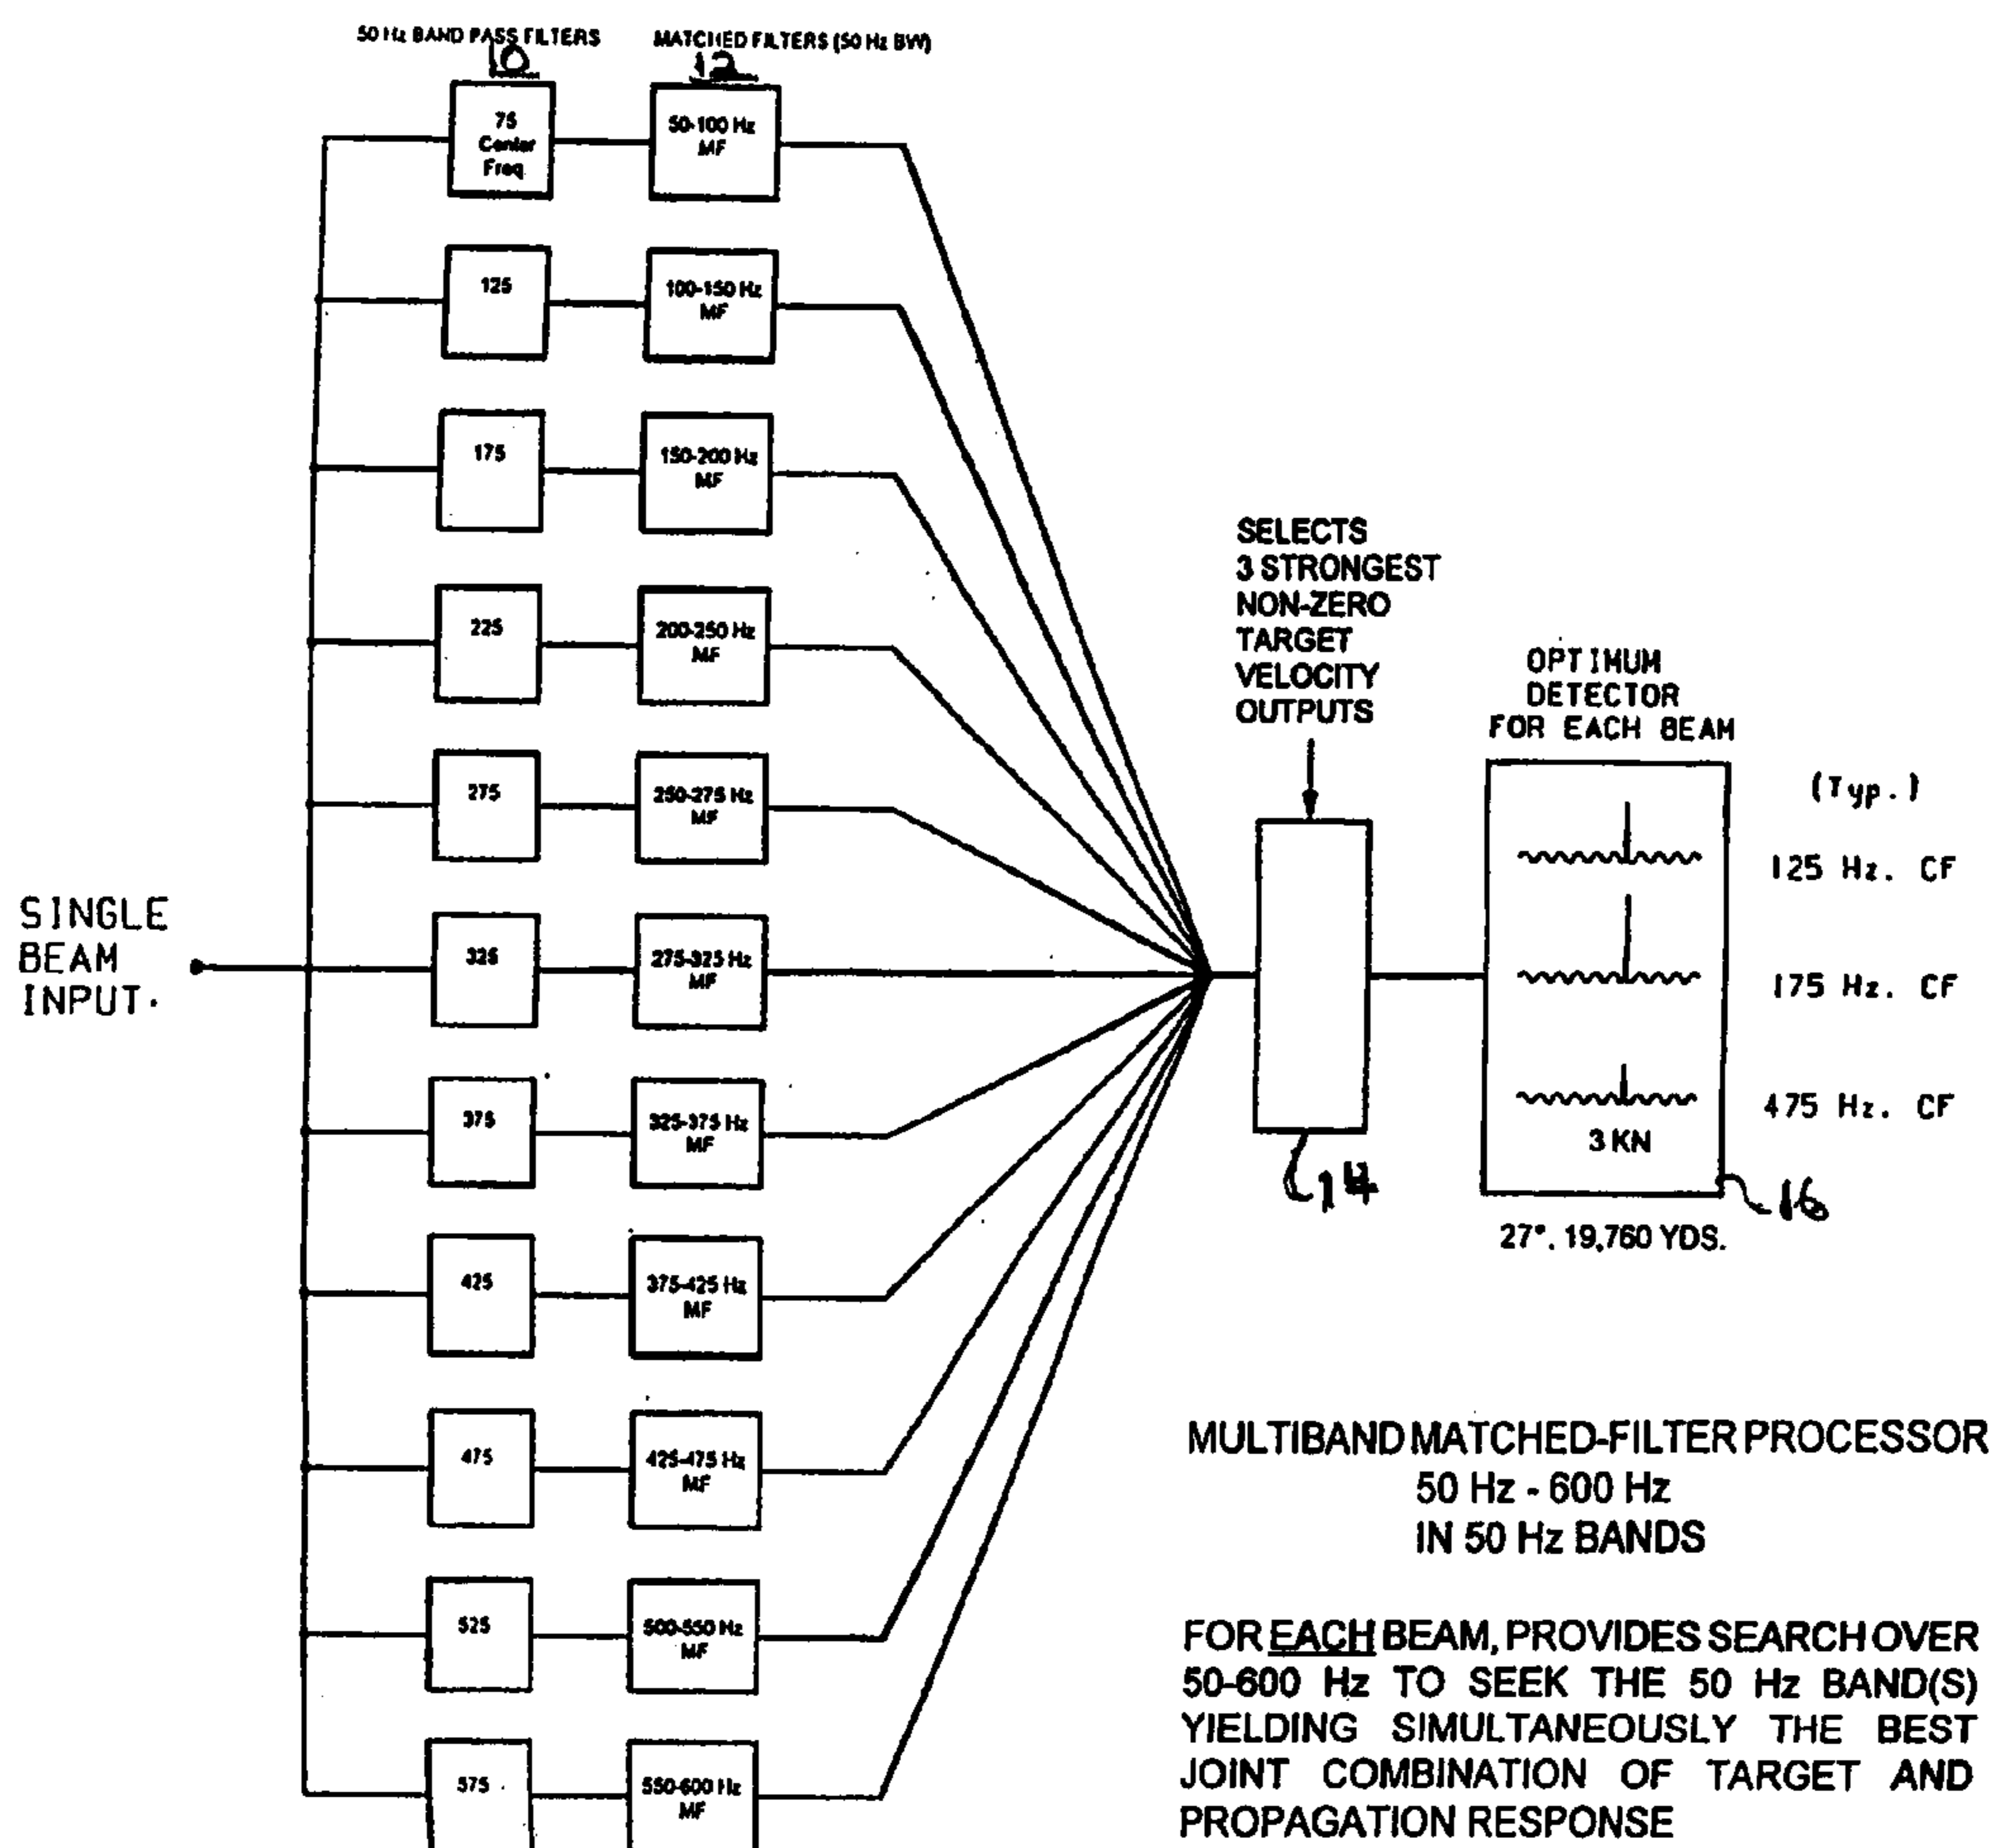 50 Hz BAND PASS FILTERS
10
MATCHED FILTERS (50 Hz BW)
12
75
Center
Freq.
50-100 Hz
MF
125
100-150 Hz
MF
175
150-200 Hz
MF
225
200-250 Hz
MF
275
250-275 Hz
MF
325
275-325 Hz
MF
375
325-375 Hz
MF
425
375-425 Hz
MF
475
425-475 Hz
MF
525
500-550 Hz
MF
575
550-600 Hz
MF
SINGLE
BEAM
INPUT.
SELECTS
3 STRONGEST
NON-ZERO
TARGET
VELOCITY
OUTPUTS
14
OPTIMUM
DETECTOR
FOR EACH BEAM
(Typ.)
125 Hz. CF
175 Hz. CF
475 Hz. CF
3 KN
16
27°. 19,760 YDS.
MULTIBAND MATCHED-FILTER PROCESSOR
50 Hz - 600 Hz
IN 50 Hz BANDS
FOR EACH BEAM, PROVIDES SEARCH OVER
50-600 Hz TO SEEK THE 50 Hz BAND(S)
YIELDING SIMULTANEOUSLY THE BEST
JOINT COMBINATION OF TARGET AND
PROPAGATION RESPONSE